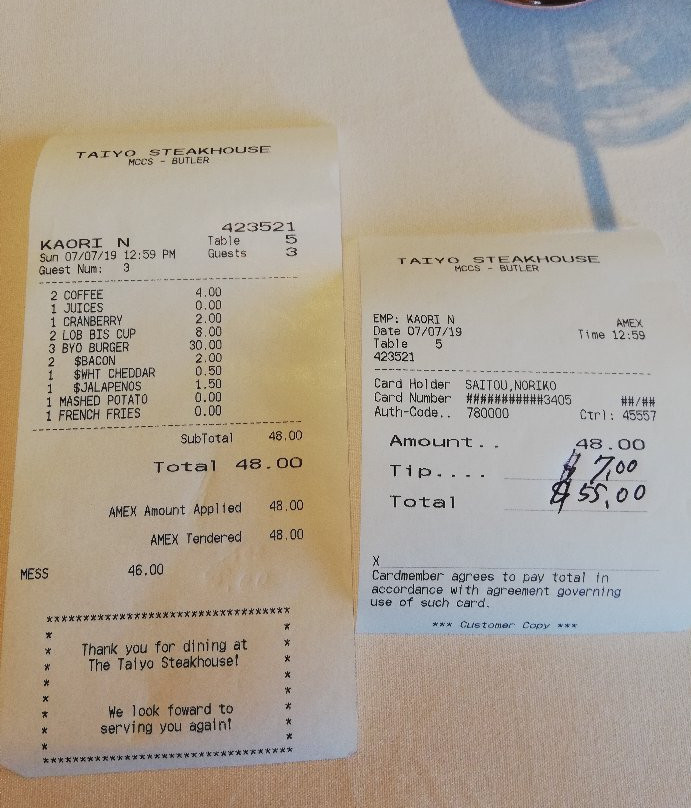 TAIYO STEAKHOUSE
MCCS - BUTLER
423521
KAORI N Table 5
Sun 07/07/19 12:59 PM Guests 3
Guest Num: 3
2 COFFEE 4.00
1 JUICES 0.00
1 CRANBERRY 2.00
2 LOB BIS CUP 8.00
3 BYO BURGER 30.00
2 $BACON 2.00
1 $WHT CHEDDAR 0.50
1 $JALAPENOS 1.50
1 MASHED POTATO 0.00
1 FRENCH FRIES 0.00
SubTotal 48.00
Total 48.00
AMEX Amount Applied 48.00
AMEX Tendered 48.00
MESS 46.00
****************************************
* Thank you for dining at *
* The Taiyo Steakhouse! *
* We look foward to *
* serving you again! *
****************************************
TAIYO STEAKHOUSE
MCCS - BUTLER
EMP: KAORI N AMEX
Date 07/07/19 Time 12:59
Table 5
423521
Card Holder SAITOU,NORIKO
Card Number ###########3405 ##/##
Auth-Code.. 780000 Ctrl: 45557
Amount.. 48.00
Tip.... $ 7,00
Total $ 55,00
X
Cardmember agrees to pay total in
accordance with agreement governing
use of such card.
*** Customer Copy ***